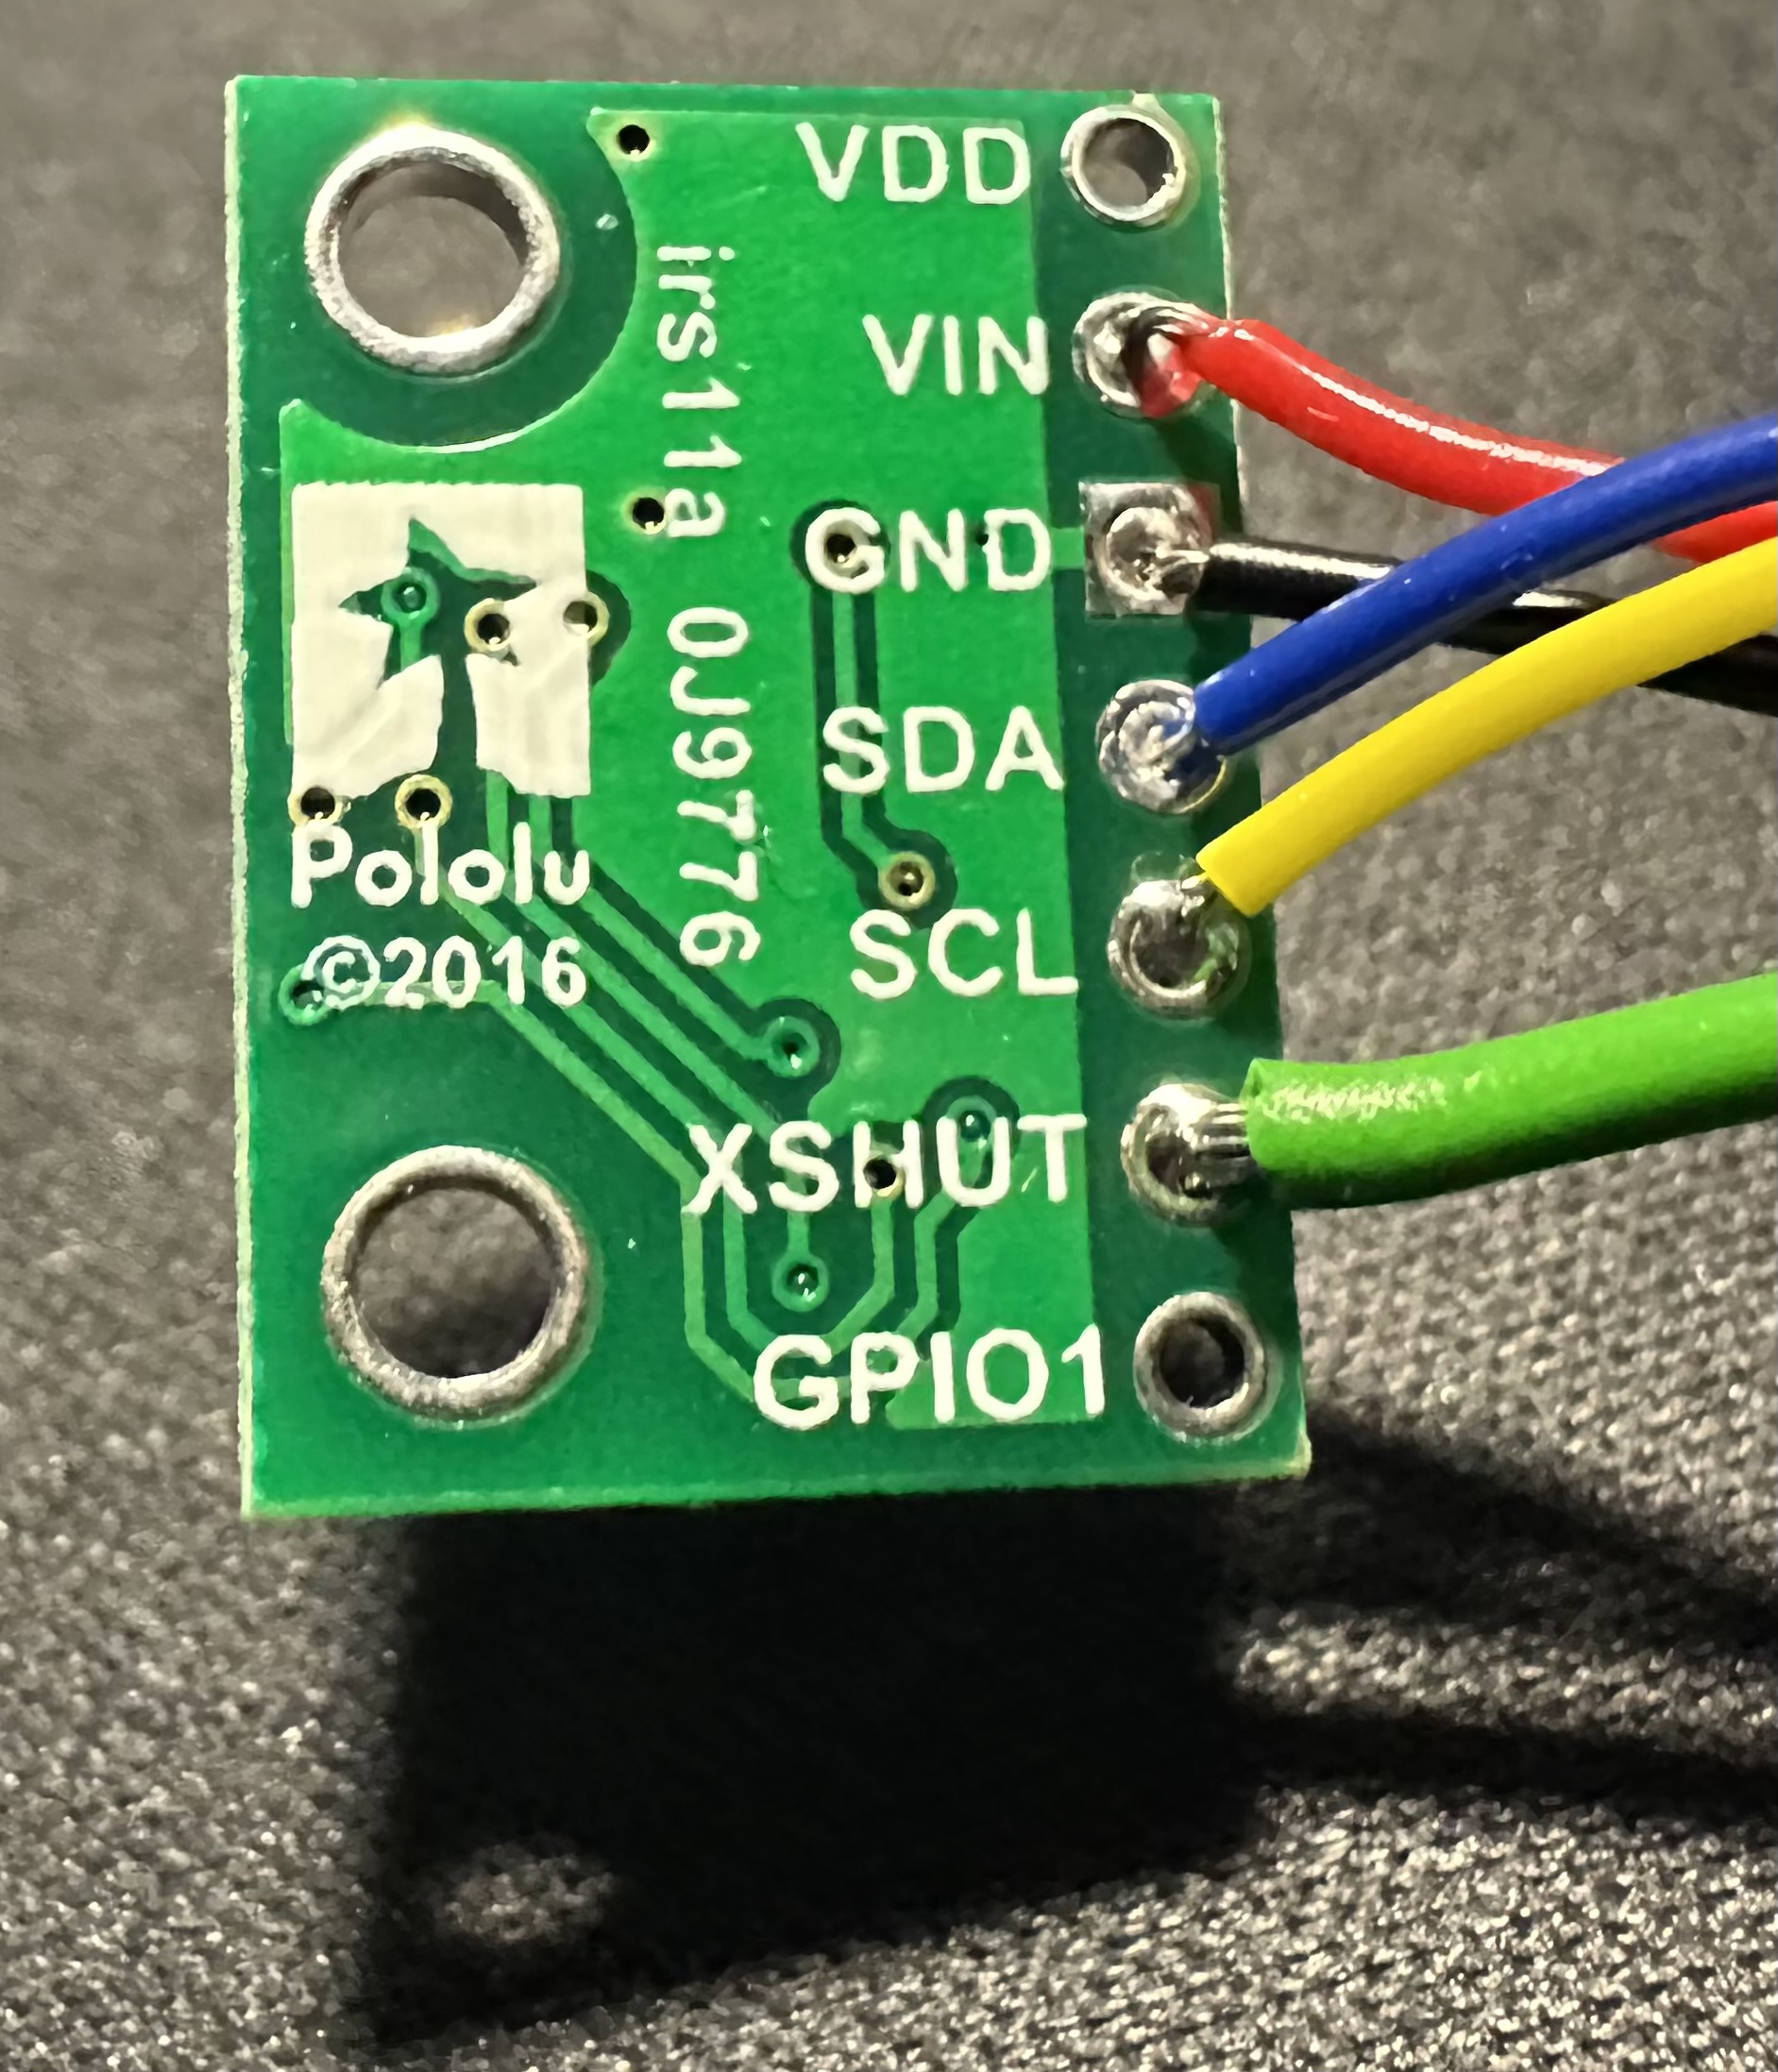 VDD
VIN
GND
SDA
SCL
XSHUT
GPIO1
irs11a 0J9776
Pololu
©2016